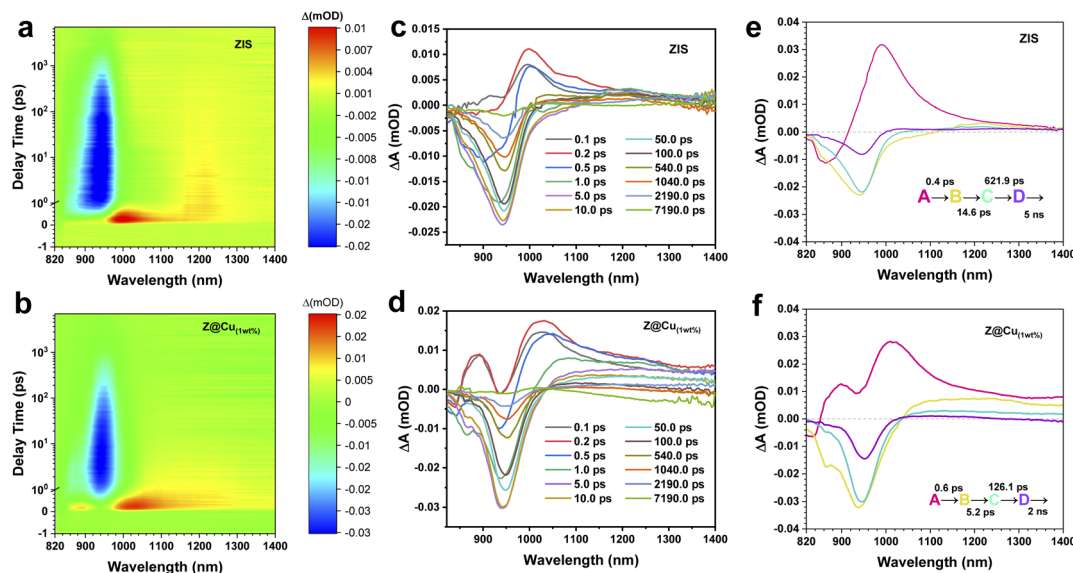 a
Δ(mOD)
ZIS
0.01
0.01
0.004
0.002
-0.001
-0.005
-0.008
-0.01
-0.01
-0.02
-0.02
10³
10²
10¹
10⁰
0
-1
Delay Time (ps)
820 900 1000 1100 1200 1300 1400
Wavelength (nm)
b
Δ(mOD)
Z@Cu(1wt%)
0.02
0.02
0.01
0.005
0.000
-0.005
-0.01
-0.02
-0.02
-0.03
-0.03
10³
10²
10¹
10⁰
0
-1
Delay Time (ps)
820 900 1000 1100 1200 1300 1400
Wavelength (nm)
c
ZIS
0.015
0.010
0.005
0.000
-0.005
-0.010
-0.015
-0.020
-0.025
ΔA (mOD)
0.1 ps 50.0 ps
0.2 ps 100.0 ps
0.5 ps 540.0 ps
1.0 ps 1040.0 ps
5.0 ps 2190.0 ps
10.0 ps 7190.0 ps
900 1000 1100 1200 1300 1400
Wavelength (nm)
d
Z@Cu(1wt%)
0.02
0.01
0.00
-0.01
-0.02
-0.03
ΔA (mOD)
0.1 ps 50.0 ps
0.2 ps 100.0 ps
0.5 ps 540.0 ps
1.0 ps 1040.0 ps
5.0 ps 2190.0 ps
10.0 ps 7190.0 ps
900 1000 1100 1200 1300 1400
Wavelength (nm)
e
ZIS
0.04
0.03
0.02
0.01
0.00
-0.01
-0.02
-0.03
-0.04
ΔA (mOD)
0.4 ps 621.9 ps
A→B→C→D→
14.6 ps 5 ns
820 900 1000 1100 1200 1300 1400
Wavelength (nm)
f
Z@Cu(1wt%)
0.04
0.03
0.02
0.01
0.00
-0.01
-0.02
-0.03
-0.04
ΔA (mOD)
0.6 ps 126.1 ps
A→B→C→D→
5.2 ps 2 ns
820 900 1000 1100 1200 1300 1400
Wavelength (nm)